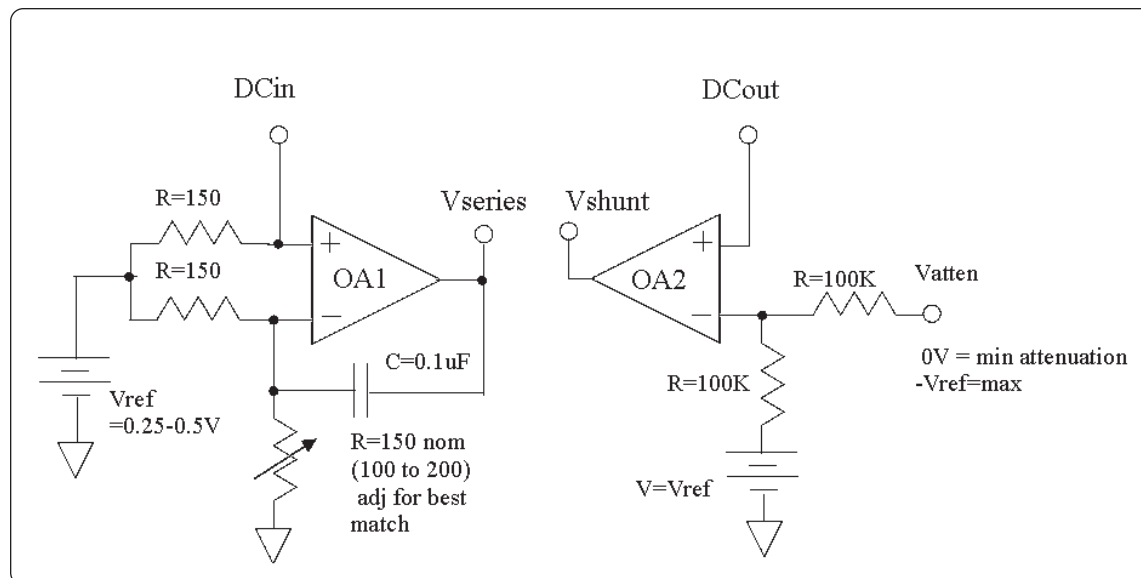 DCin
DCout
R=150
Vseries
Vshunt
R=150
+
OA1
−
+
OA2
−
R=100K
Vatten
C=0.1uF
0V = min attenuation
-Vref=max
R=100K
Vref
=0.25-0.5V
R=150 nom
(100 to 200)
adj for best
match
V=Vref